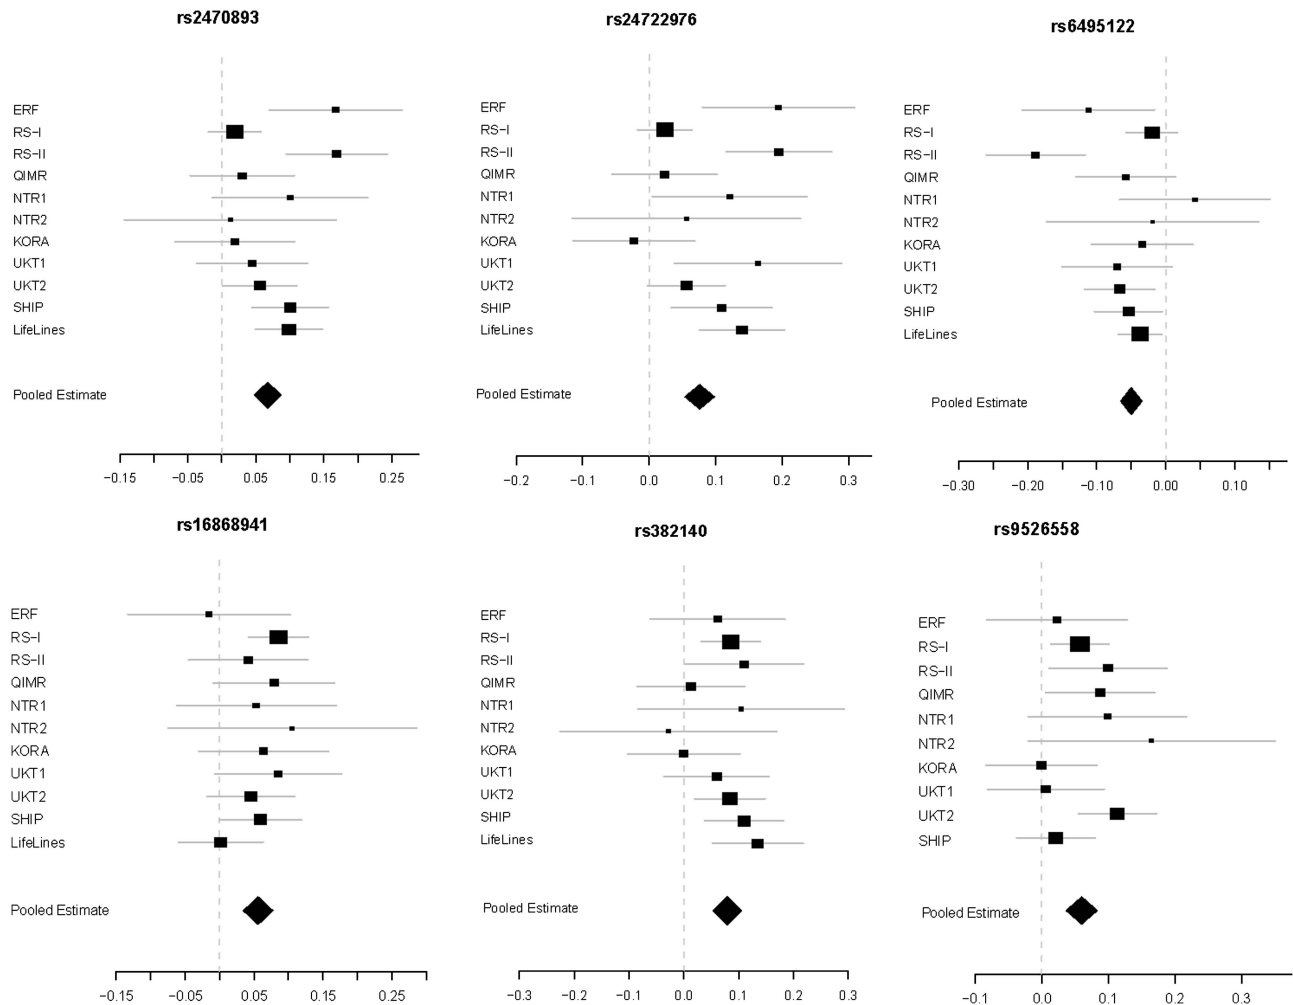 rs2470893
ERF
RS-I
RS-II
QIMR
NTR1
NTR2
KORA
UKT1
UKT2
SHIP
LifeLines
Pooled Estimate
−0.15 −0.05 0.05 0.15 0.25
rs24722976
ERF
RS-I
RS-II
QIMR
NTR1
NTR2
KORA
UKT1
UKT2
SHIP
LifeLines
Pooled Estimate
−0.2 −0.1 0.0 0.1 0.2 0.3
rs6495122
ERF
RS-I
RS-II
QIMR
NTR1
NTR2
KORA
UKT1
UKT2
SHIP
LifeLines
Pooled Estimate
−0.30 −0.20 −0.10 0.00 0.10
rs16868941
ERF
RS-I
RS-II
QIMR
NTR1
NTR2
KORA
UKT1
UKT2
SHIP
LifeLines
Pooled Estimate
−0.15 −0.05 0.05 0.15 0.25
rs382140
ERF
RS-I
RS-II
QIMR
NTR1
NTR2
KORA
UKT1
UKT2
SHIP
LifeLines
Pooled Estimate
−0.3 −0.2 −0.1 0.0 0.1 0.2 0.3
rs9526558
ERF
RS-I
RS-II
QIMR
NTR1
NTR2
KORA
UKT1
UKT2
SHIP
Pooled Estimate
−0.1 0.0 0.1 0.2 0.3